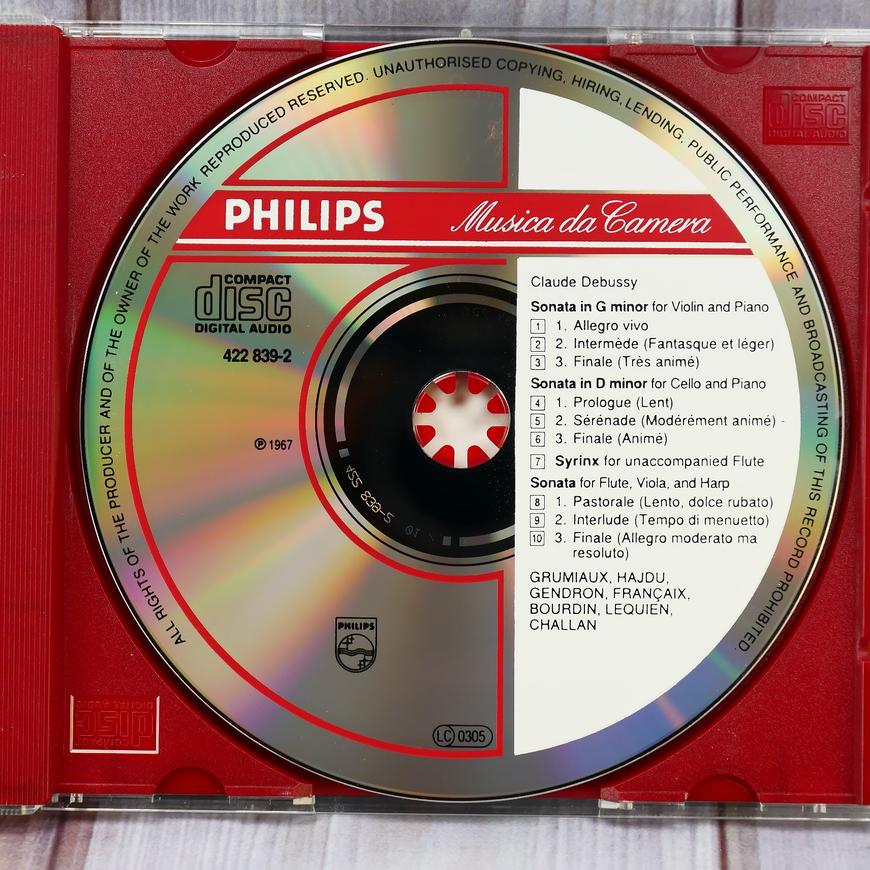 ALL RIGHTS OF THE PRODUCER AND OF THE OWNER OF THE WORK REPRODUCED RESERVED. UNAUTHORISED COPYING, HIRING, LENDING, PUBLIC PERFORMANCE AND BROADCASTING OF THIS RECORD PROHIBITED.
COMPACT
disc
DIGITAL AUDIO
PHILIPS Musica da Camera
COMPACT
disc
DIGITAL AUDIO
422 839-2
℗ 1967
PHILIPS
LC 0305
Claude Debussy
Sonata in G minor for Violin and Piano
1 1. Allegro vivo
2 2. Intermède (Fantasque et léger)
3 3. Finale (Très animé)
Sonata in D minor for Cello and Piano
4 1. Prologue (Lent)
5 2. Sérénade (Modérément animé) -
6 3. Finale (Animé)
7 Syrinx for unaccompanied Flute
Sonata for Flute, Viola, and Harp
8 1. Pastorale (Lento, dolce rubato)
9 2. Interlude (Tempo di menuetto)
10 3. Finale (Allegro moderato ma
resoluto)
GRUMIAUX, HAJDU,
GENDRON, FRANÇAIX,
BOURDIN, LEQUIEN,
CHALLAN
COMPACT
disc
DIGITAL AUDIO